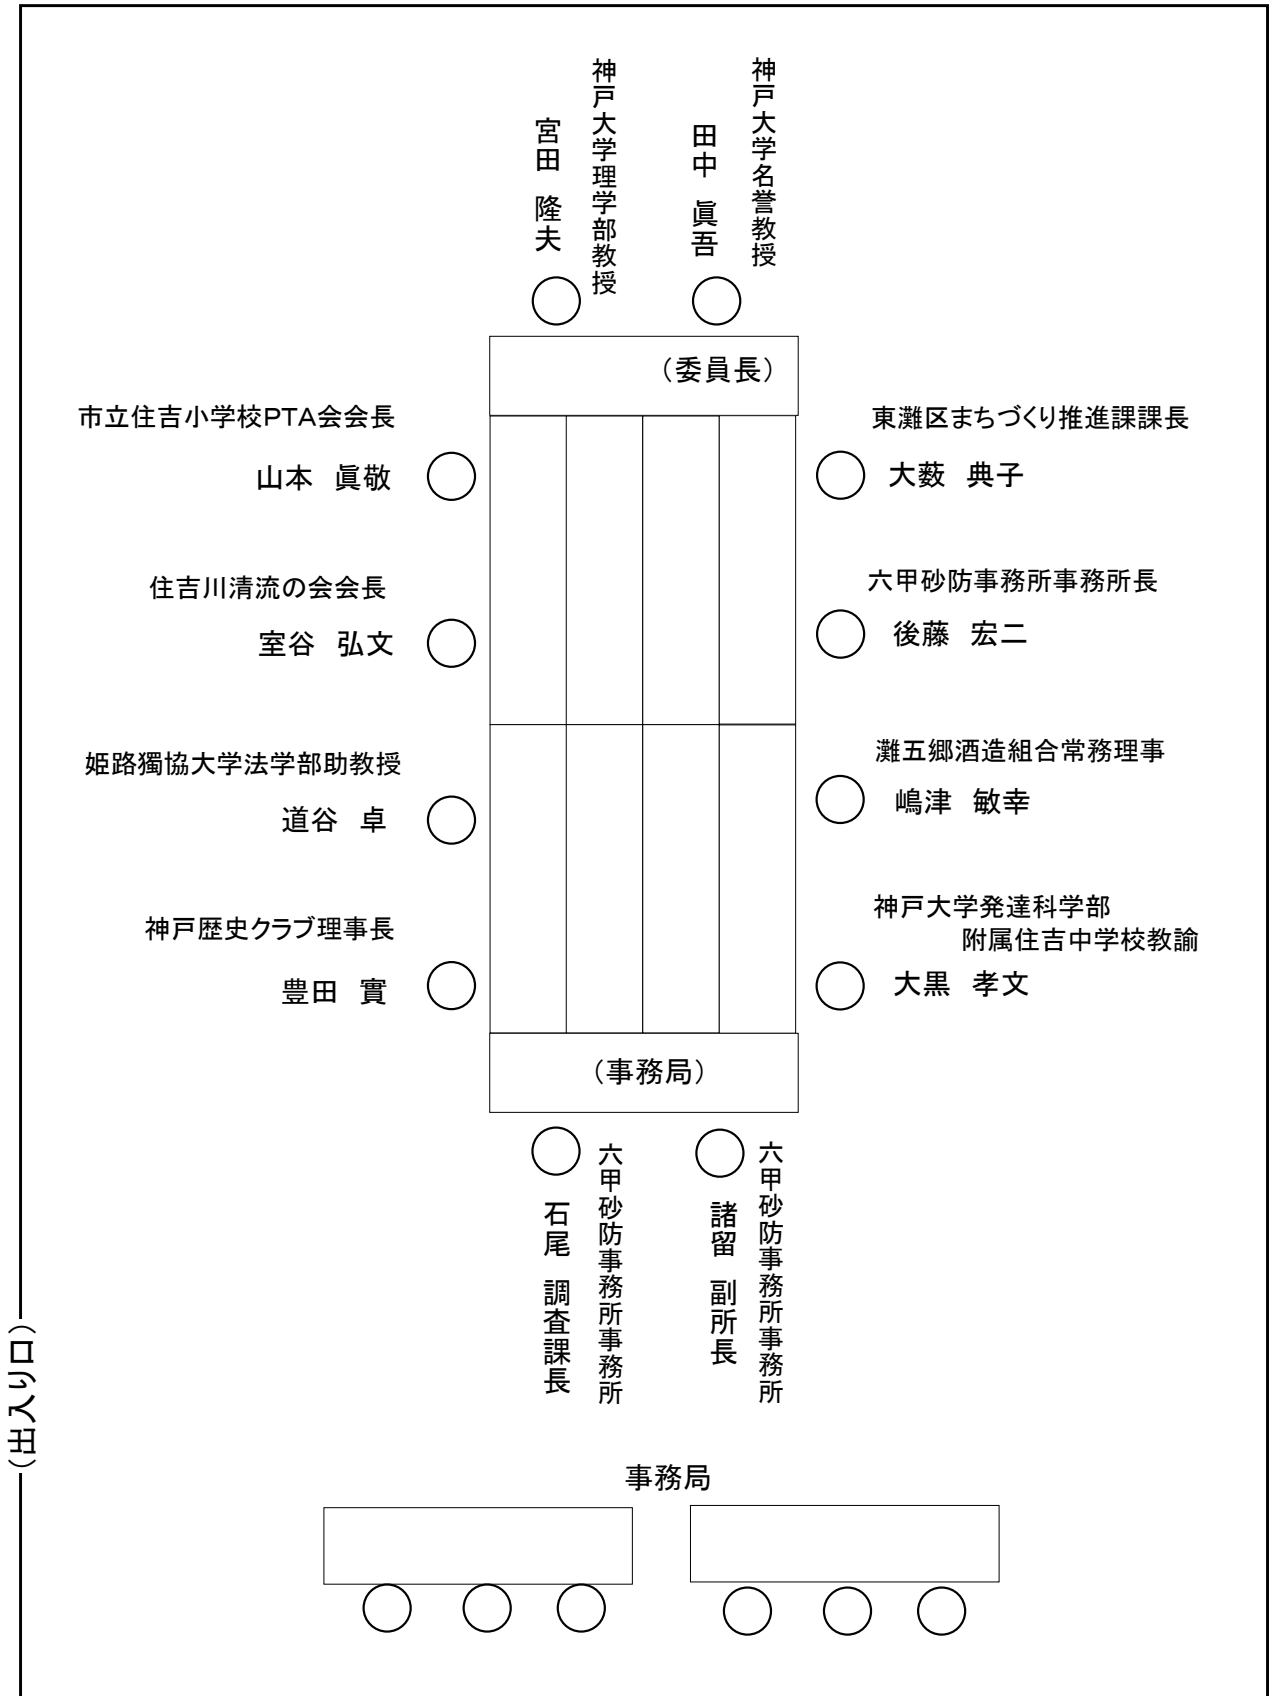 神戸大学名誉教授
田中 眞吾
神戸大学理学部教授
宮田 隆夫
(委員長)
市立住吉小学校PTA会会長
山本 眞敬
東灘区まちづくり推進課課長
大薮 典子
住吉川清流の会会長
室谷 弘文
六甲砂防事務所事務所長
後藤 宏二
姫路獨協大学法学部助教授
道谷 卓
灘五郷酒造組合常務理事
嶋津 敏幸
神戸歴史クラブ理事長
豊田 實
神戸大学発達科学部
附属住吉中学校教諭
大黒 孝文
(事務局)
六甲砂防事務所事務所
諸留 副所長
六甲砂防事務所事務所
石尾 調査課長
(出入り口)
事務局